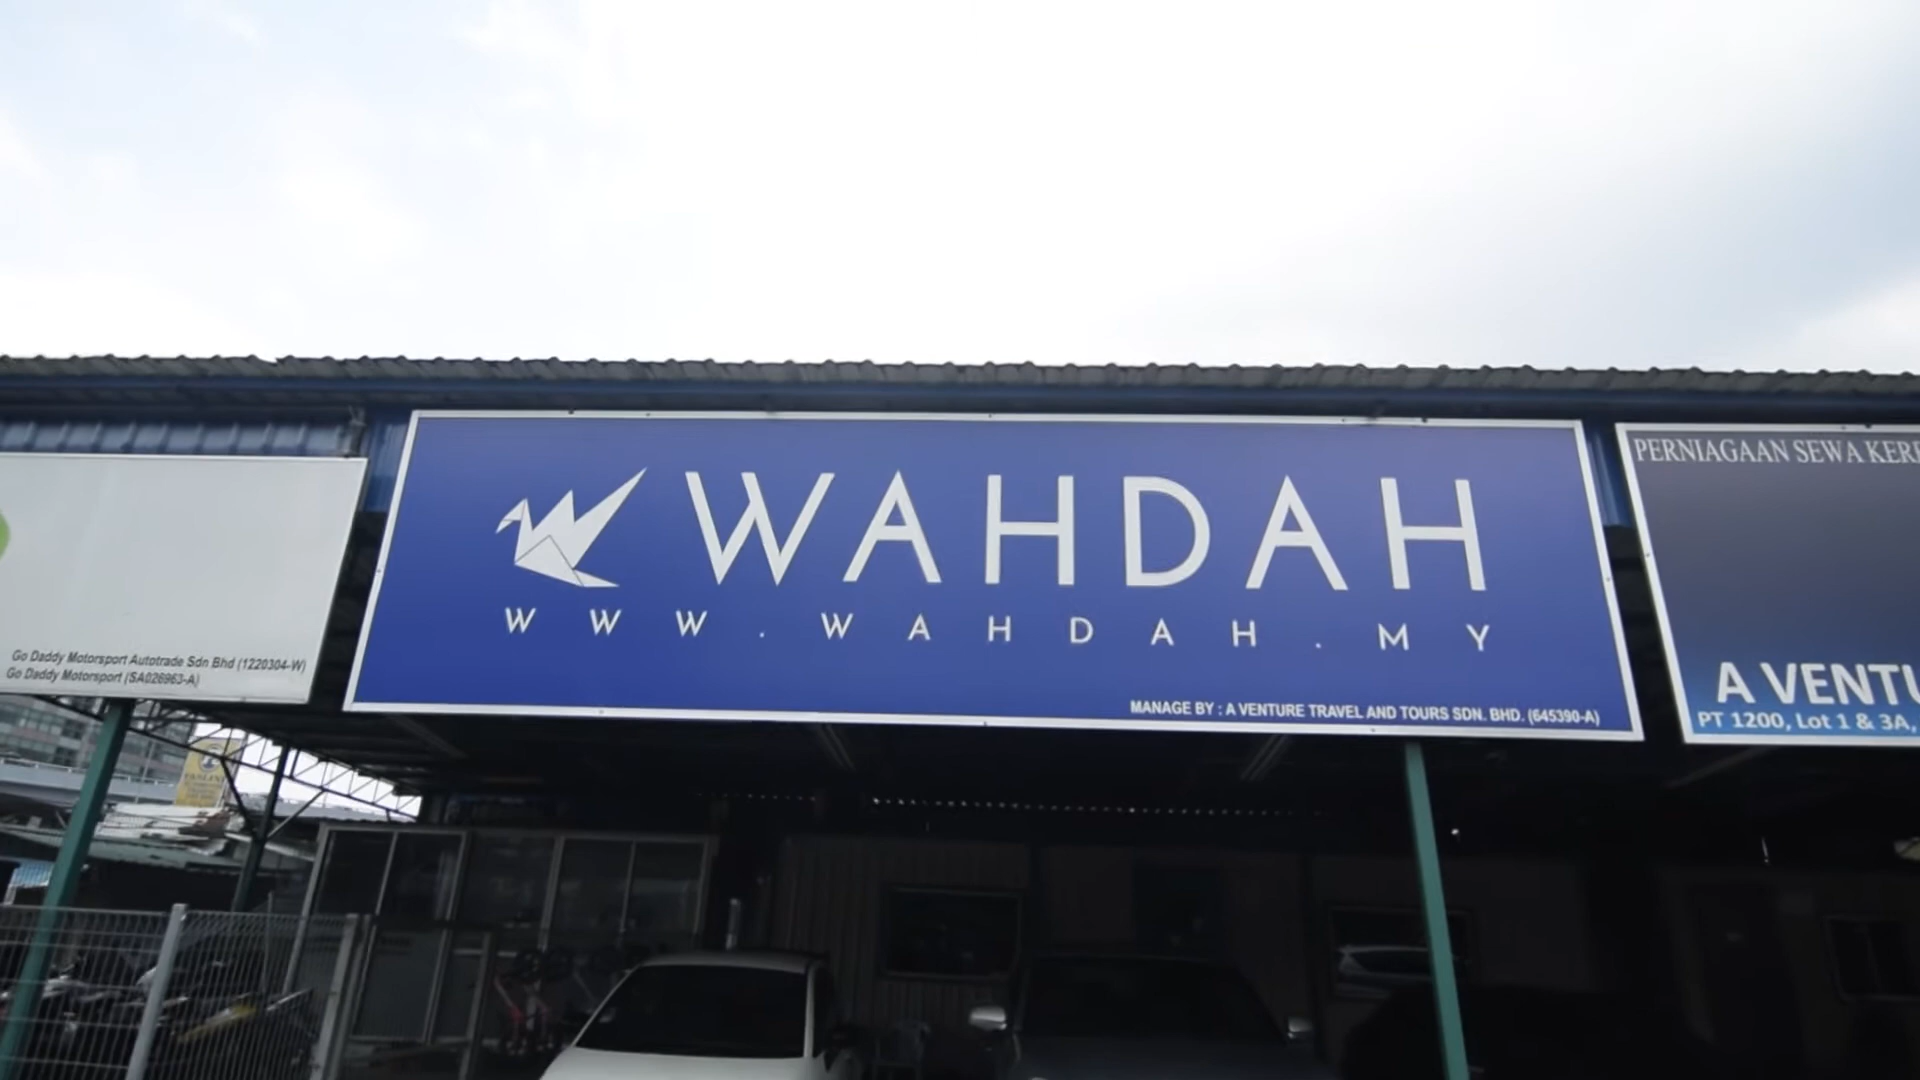 WAHDAH
WWW.WAHDAH.MY
MANAGE BY : A VENTURE TRAVEL AND TOURS SDN. BHD. (645390-A)
Go Daddy Motorsport Autotrade Sdn Bhd (1220304-W)
Go Daddy Motorsport (SA026963-A)
PERNIAGAAN SEWA KERE
A VENTU
PT 1200, Lot 1 & 3A,